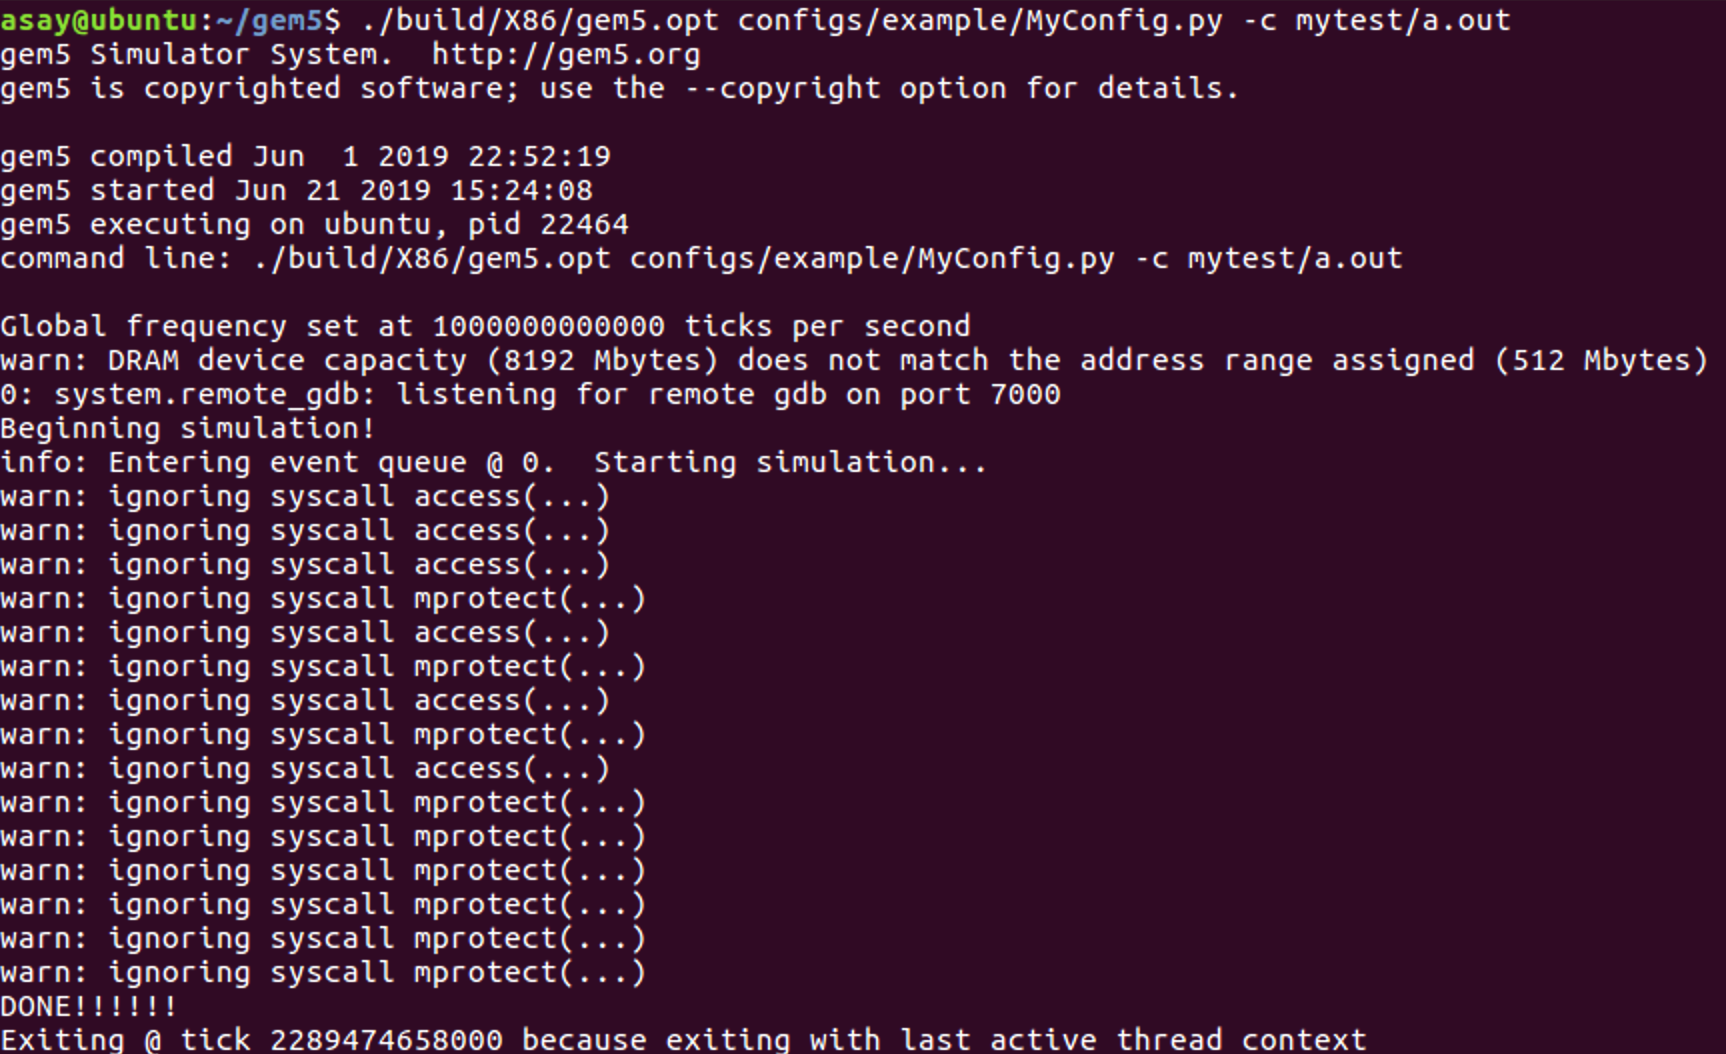 asay@ubuntu:~/gem5$ ./build/X86/gem5.opt configs/example/MyConfig.py -c mytest/a.out
gem5 Simulator System.  http://gem5.org
gem5 is copyrighted software; use the --copyright option for details.

gem5 compiled Jun  1 2019 22:52:19
gem5 started Jun 21 2019 15:24:08
gem5 executing on ubuntu, pid 22464
command line: ./build/X86/gem5.opt configs/example/MyConfig.py -c mytest/a.out

Global frequency set at 1000000000000 ticks per second
warn: DRAM device capacity (8192 Mbytes) does not match the address range assigned (512 Mbytes)
0: system.remote_gdb: listening for remote gdb on port 7000
Beginning simulation!
info: Entering event queue @ 0.  Starting simulation...
warn: ignoring syscall access(...)
warn: ignoring syscall access(...)
warn: ignoring syscall access(...)
warn: ignoring syscall mprotect(...)
warn: ignoring syscall access(...)
warn: ignoring syscall mprotect(...)
warn: ignoring syscall access(...)
warn: ignoring syscall mprotect(...)
warn: ignoring syscall access(...)
warn: ignoring syscall mprotect(...)
warn: ignoring syscall mprotect(...)
warn: ignoring syscall mprotect(...)
warn: ignoring syscall mprotect(...)
warn: ignoring syscall mprotect(...)
warn: ignoring syscall mprotect(...)
DONE!!!!!!
Exiting @ tick 2289474658000 because exiting with last active thread context